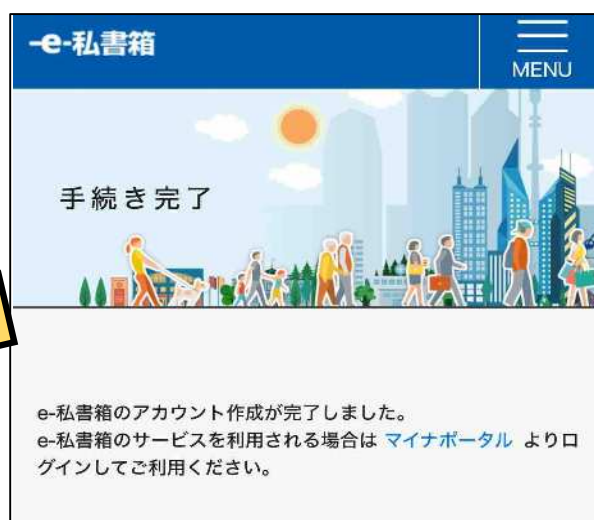 -e-私書箱
MENU
手続き完了
e-私書箱のアカウント作成が完了しました。
e-私書箱のサービスを利用される場合は マイナポータル よりロ
グインしてご利用ください。